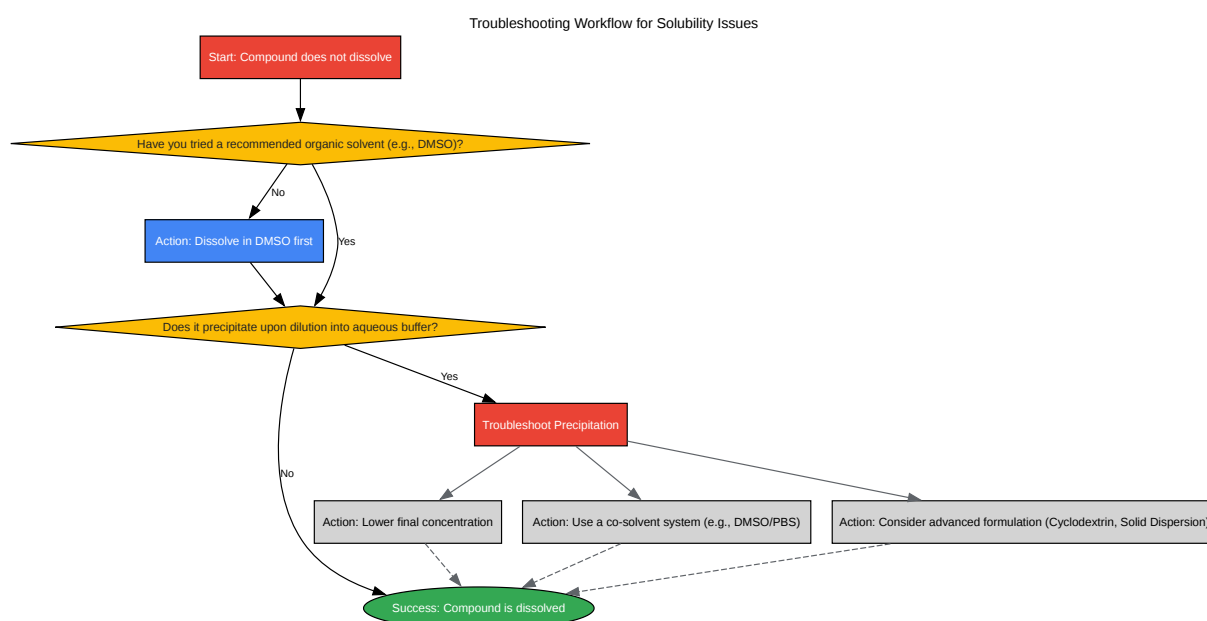 Troubleshooting Workflow for Solubility Issues
Start: Compound does not dissolve
Have you tried a recommended organic solvent (e.g., DMSO)?
No
Action: Dissolve in DMSO first
Yes
Does it precipitate upon dilution into aqueous buffer?
Yes
Troubleshoot Precipitation
No
Action: Lower final concentration
Action: Use a co-solvent system (e.g., DMSO/PBS)
Action: Consider advanced formulation (Cyclodextrin, Solid Dispersion)
Success: Compound is dissolved